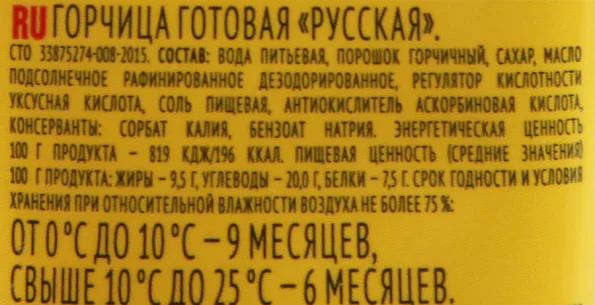 RU ГОРЧИЦА ГОТОВАЯ «РУССКАЯ».
СТО 33875274-008-2015. СОСТАВ: ВОДА ПИТЬЕВАЯ, ПОРОШОК ГОРЧИЧНЫЙ, САХАР, МАСЛО
ПОДСОЛНЕЧНОЕ РАФИНИРОВАННОЕ ДЕЗОДОРИРОВАННОЕ, РЕГУЛЯТОР КИСЛОТНОСТИ
УКСУСНАЯ КИСЛОТА, СОЛЬ ПИЩЕВАЯ, АНТИОКИСЛИТЕЛЬ АСКОРБИНОВАЯ КИСЛОТА,
КОНСЕРВАНТЫ: СОРБАТ КАЛИЯ, БЕНЗОАТ НАТРИЯ. ЭНЕРГЕТИЧЕСКАЯ ЦЕННОСТЬ
100 Г ПРОДУКТА – 819 КДЖ/196 ККАЛ. ПИЩЕВАЯ ЦЕННОСТЬ (СРЕДНИЕ ЗНАЧЕНИЯ)
100 Г ПРОДУКТА: ЖИРЫ – 9,5 Г, УГЛЕВОДЫ – 20,0 Г, БЕЛКИ – 7,5 Г. СРОК ГОДНОСТИ И УСЛОВИЯ
ХРАНЕНИЯ ПРИ ОТНОСИТЕЛЬНОЙ ВЛАЖНОСТИ ВОЗДУХА НЕ БОЛЕЕ 75 %:
ОТ 0°С ДО 10°С – 9 МЕСЯЦЕВ,
СВЫШЕ 10°С ДО 25°С – 6 МЕСЯЦЕВ.